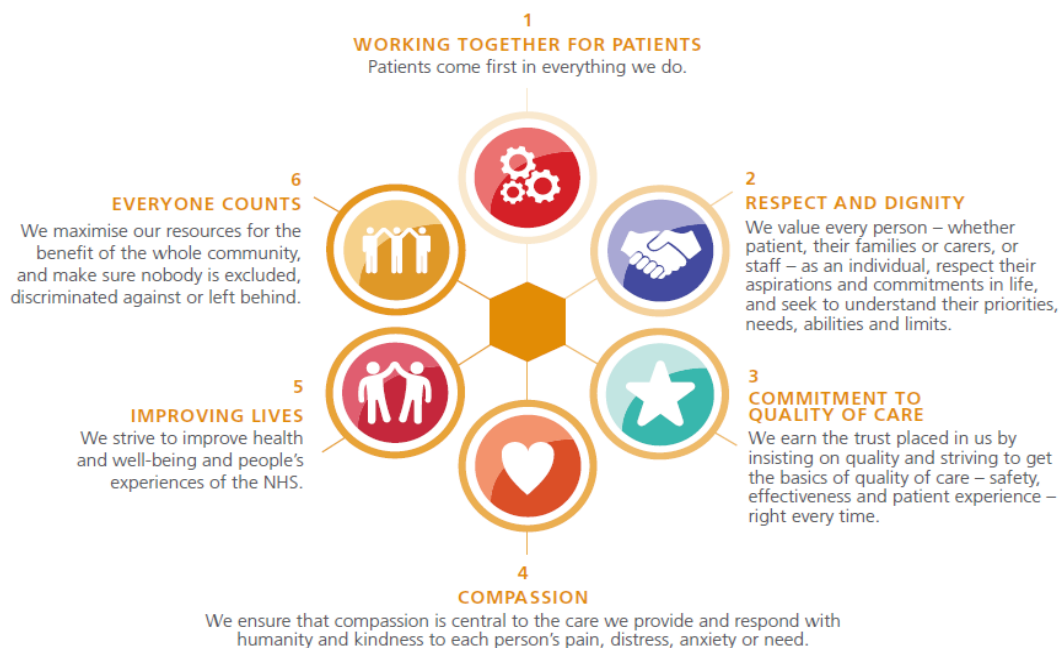 1
WORKING TOGETHER FOR PATIENTS
Patients come first in everything we do.
2
RESPECT AND DIGNITY
We value every person – whether
patient, their families or carers, or
staff – as an individual, respect their
aspirations and commitments in life,
and seek to understand their priorities,
needs, abilities and limits.
3
COMMITMENT TO
QUALITY OF CARE
We earn the trust placed in us by
insisting on quality and striving to get
the basics of quality of care – safety,
effectiveness and patient experience –
right every time.
4
COMPASSION
We ensure that compassion is central to the care we provide and respond with
humanity and kindness to each person’s pain, distress, anxiety or need.
5
IMPROVING LIVES
We strive to improve health
and well-being and people’s
experiences of the NHS.
6
EVERYONE COUNTS
We maximise our resources for the
benefit of the whole community,
and make sure nobody is excluded,
discriminated against or left behind.